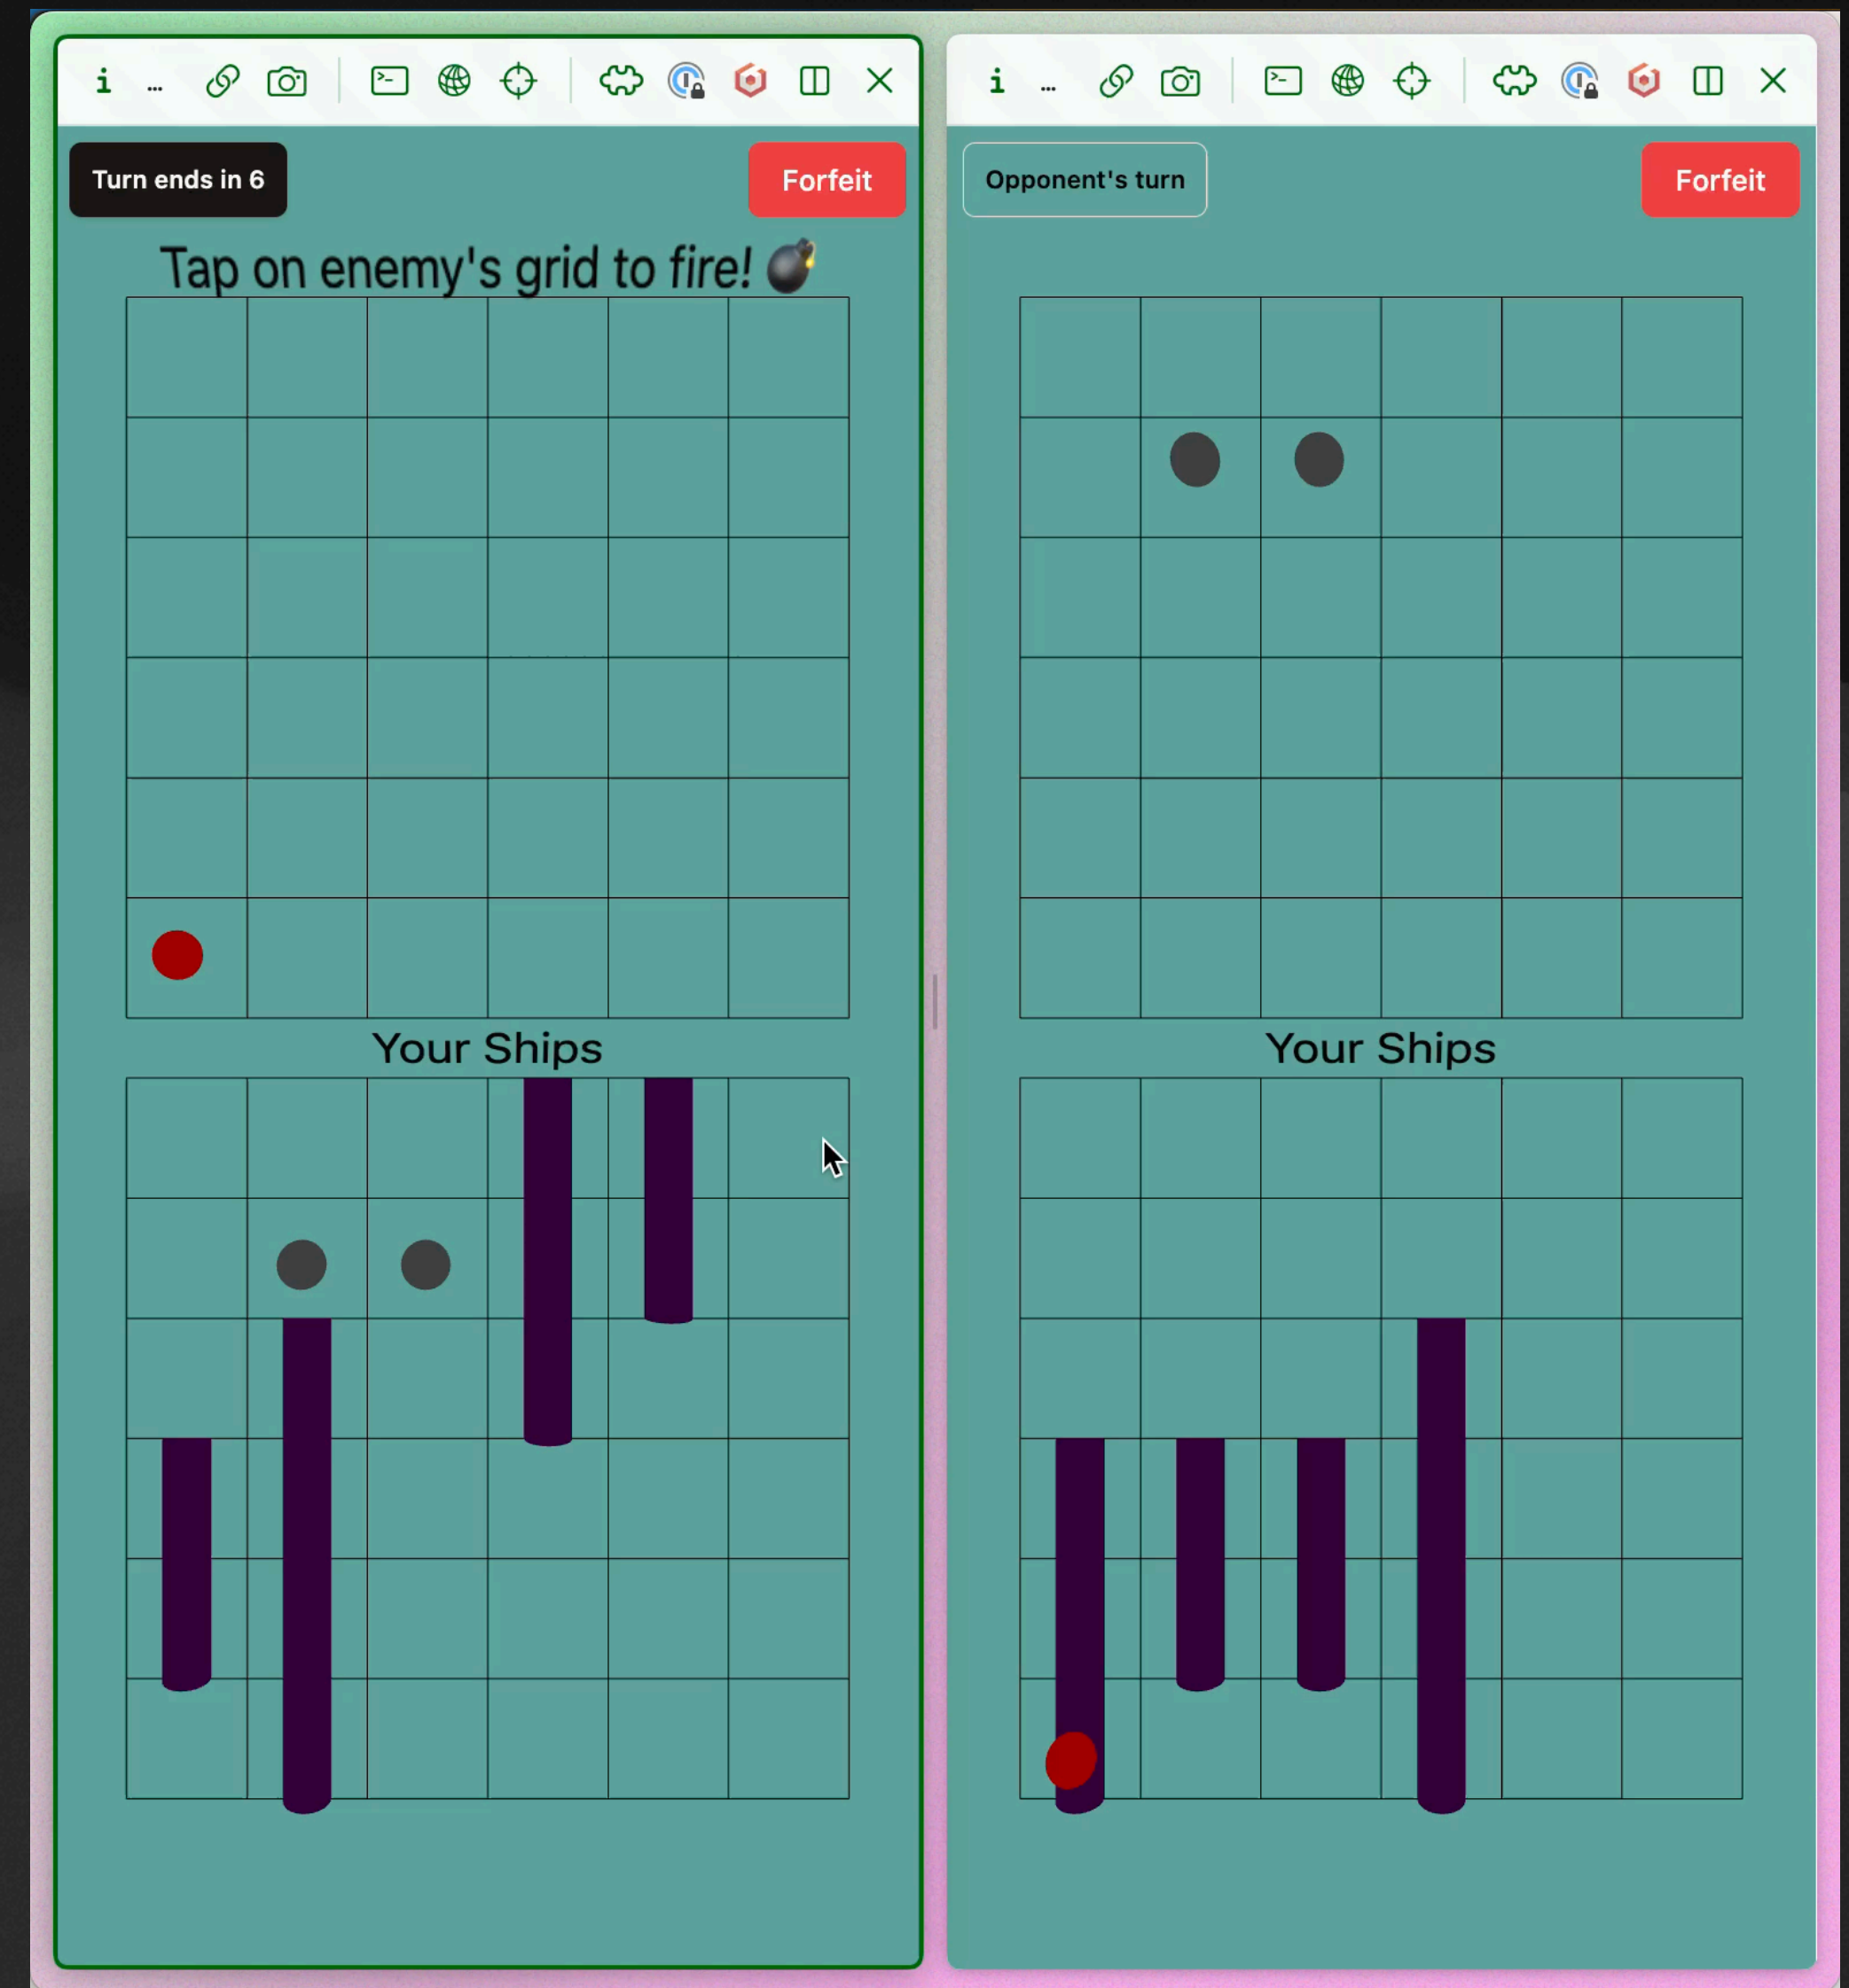 i ...
Turn ends in 6
Forfeit
Tap on enemy's grid to fire! 💣
Your Ships
i ...
Opponent's turn
Forfeit
Your Ships